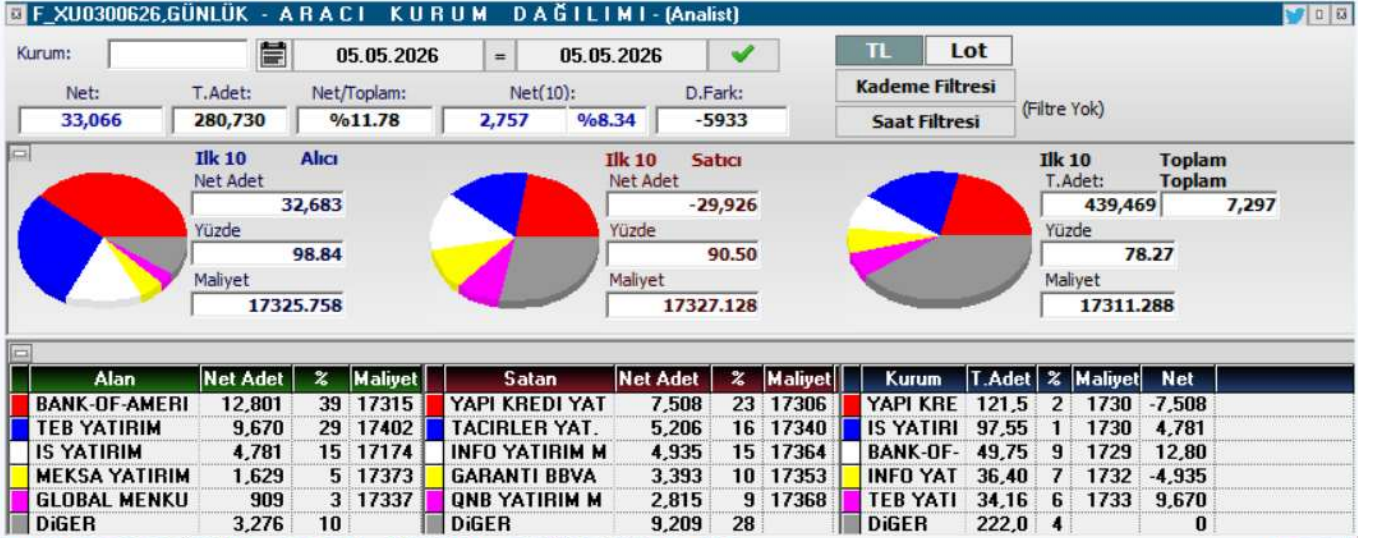 F_XU0300626,GÜNLÜK - ARACI KURUM DAĞILIMI - (Analist)
Kurum: 05.05.2026 = 05.05.2026 TL Lot
Kademe Filtresi
Net: T.Adet: Net/Toplam: Net(10): D.Fark:
33,066 280,730 %11.78 2,757 %8.34 -5933 Saat Filtresi (Filtre Yok)
Ilk 10 Alıcı Ilk 10 Satıcı Ilk 10 Toplam
Net Adet Net Adet T.Adet: Toplam
32,683 -29,926 439,469 7,297
Yüzde Yüzde Yüzde
98.84 90.50 78.27
Maliyet Maliyet Maliyet
17325.758 17327.128 17311.288
Alan Net Adet % Maliyet Satan Net Adet % Maliyet Kurum T.Adet % Maliyet Net
BANK-OF-AMERI 12,801 39 17315 YAPI KREDI YAT 7,508 23 17306 YAPI KRE 121,5 2 1730 -7,508
TEB YATIRIM 9,670 29 17402 TACIRLER YAT. 5,206 16 17340 IS YATIRI 97,55 1 1730 4,781
IS YATIRIM 4,781 15 17174 INFO YATIRIM M 4,935 15 17364 BANK-OF- 49,75 9 1729 12,80
MEKSA YATIRIM 1,629 5 17373 GARANTI BBVA 3,393 10 17353 INFO YAT 36,40 7 1732 -4,935
GLOBAL MENKU 909 3 17337 QNB YATIRIM M 2,815 9 17368 TEB YATI 34,16 6 1733 9,670
DiGER 3,276 10 DiGER 9,209 28 DiGER 222,0 4 0